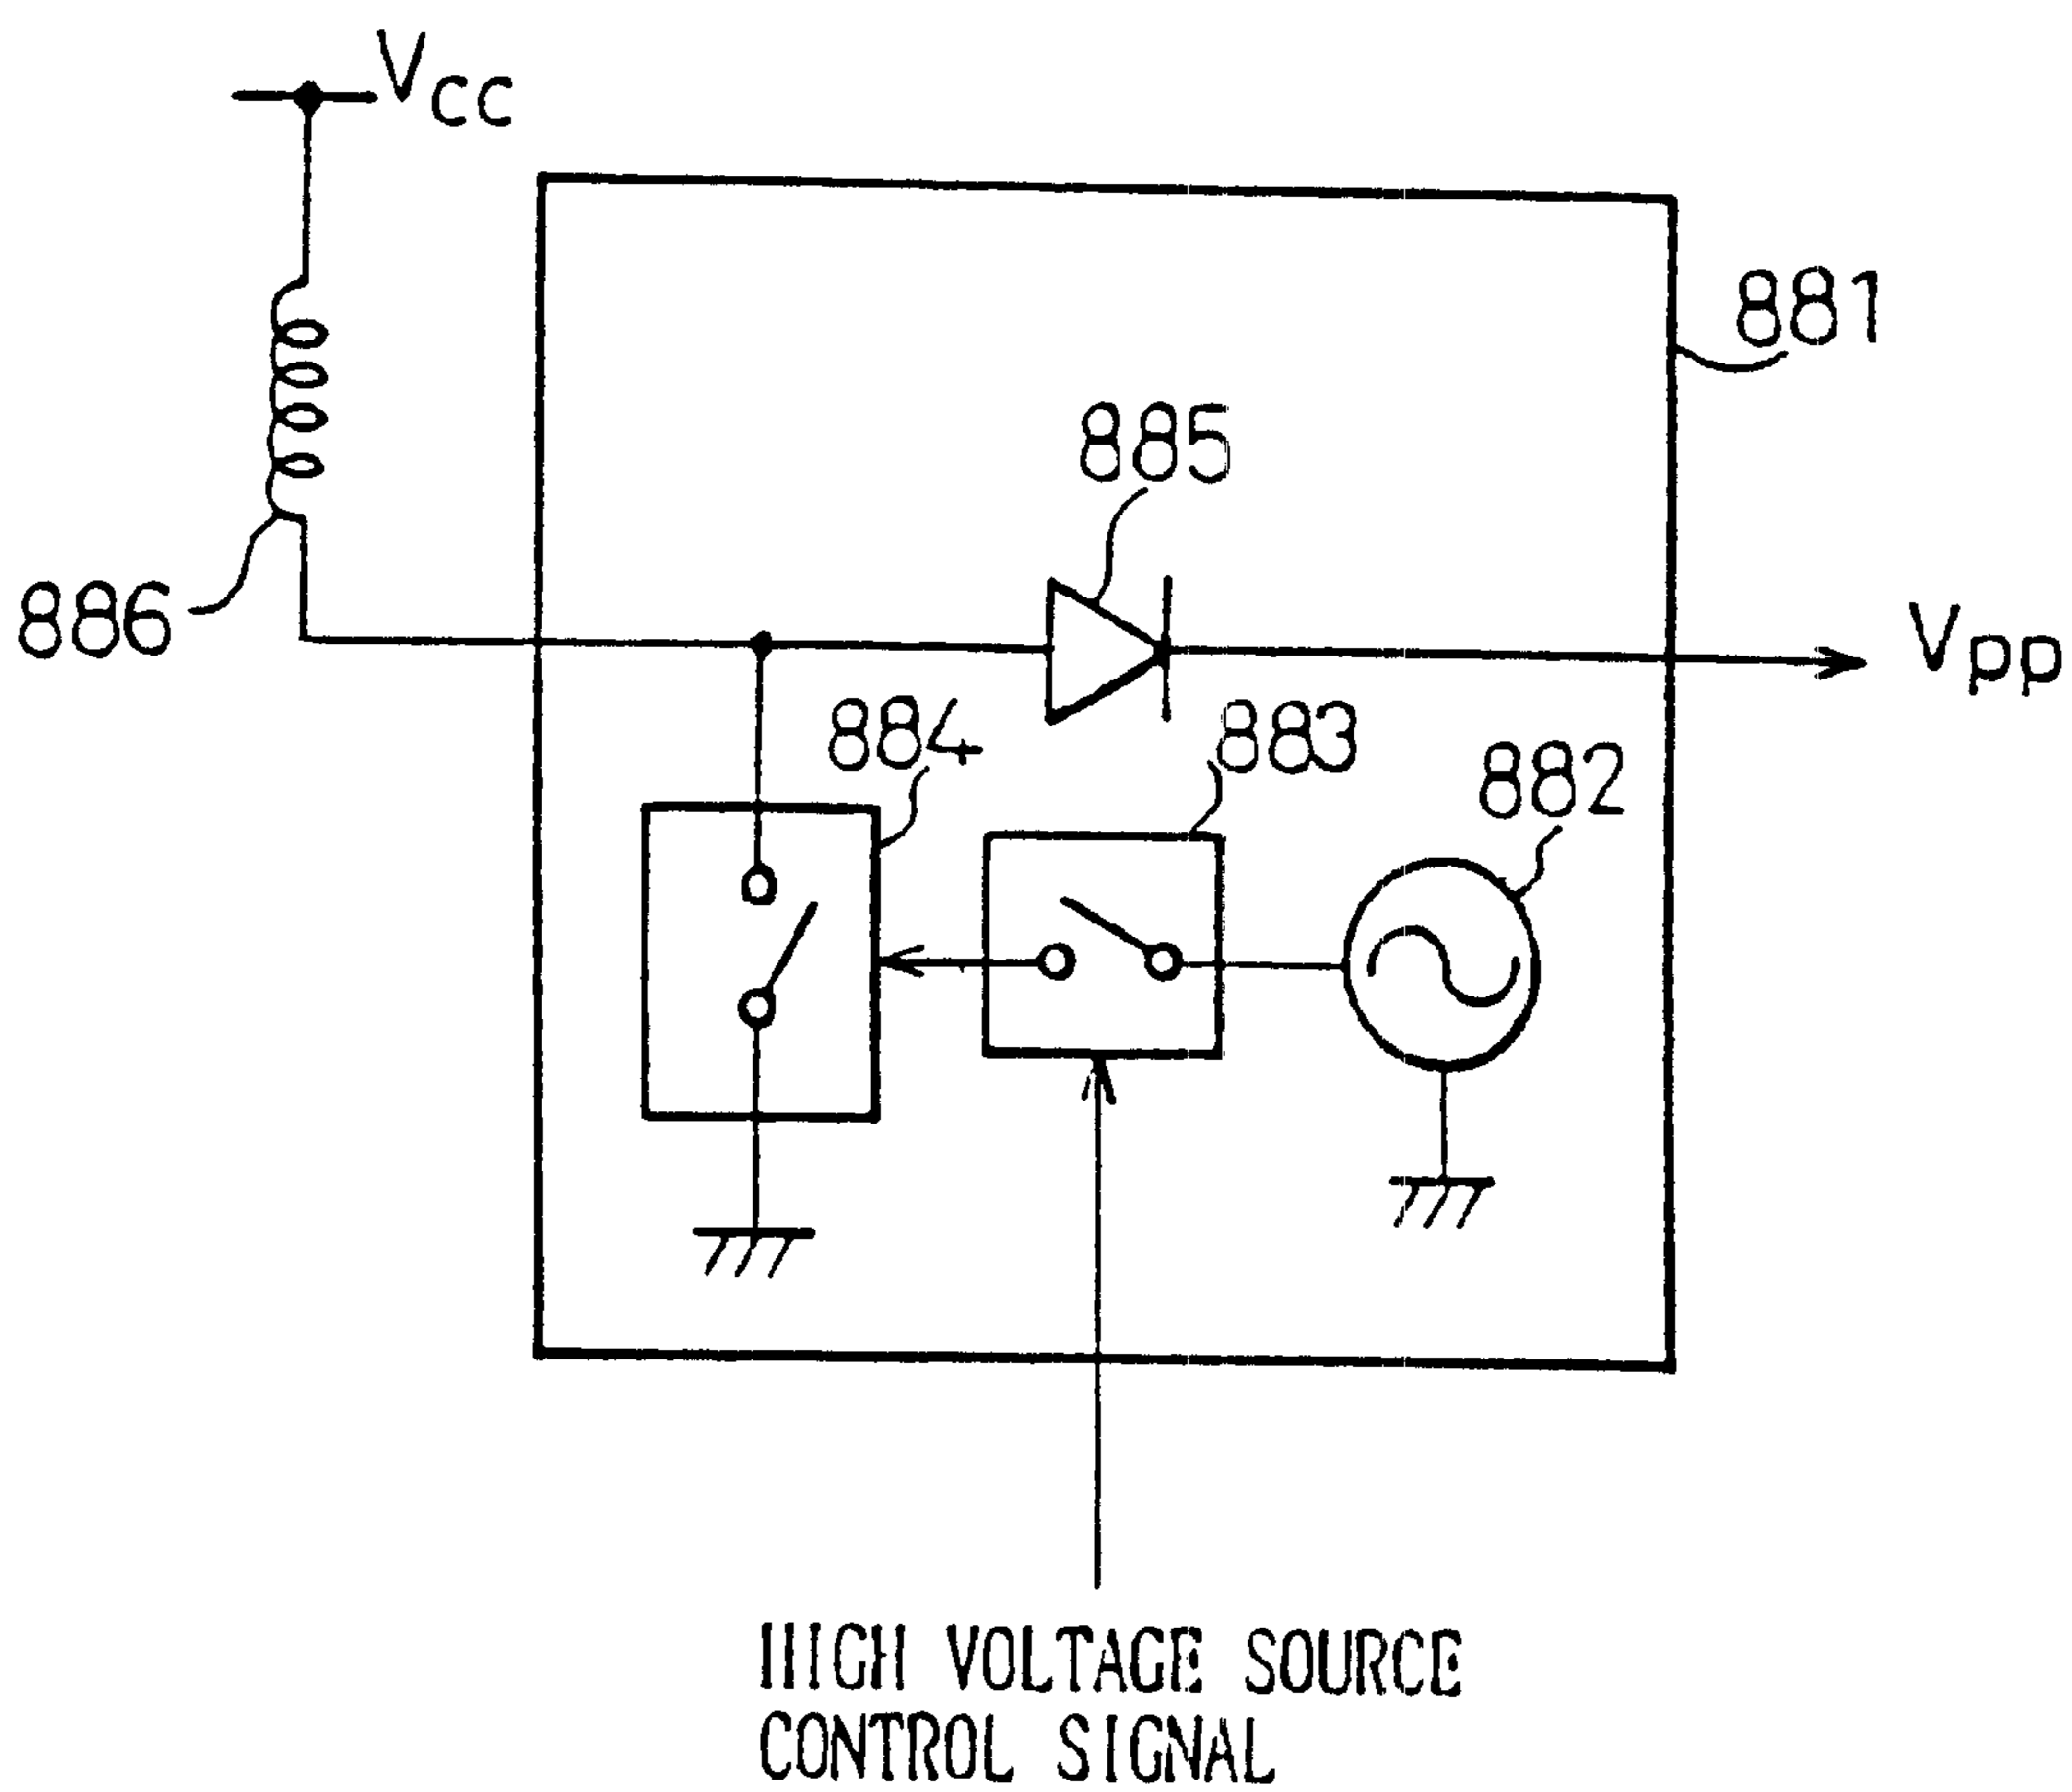 Vcc
881
885
886
Vpp
884
883
882
HIGH VOLTAGE SOURCE
CONTROL SIGNAL